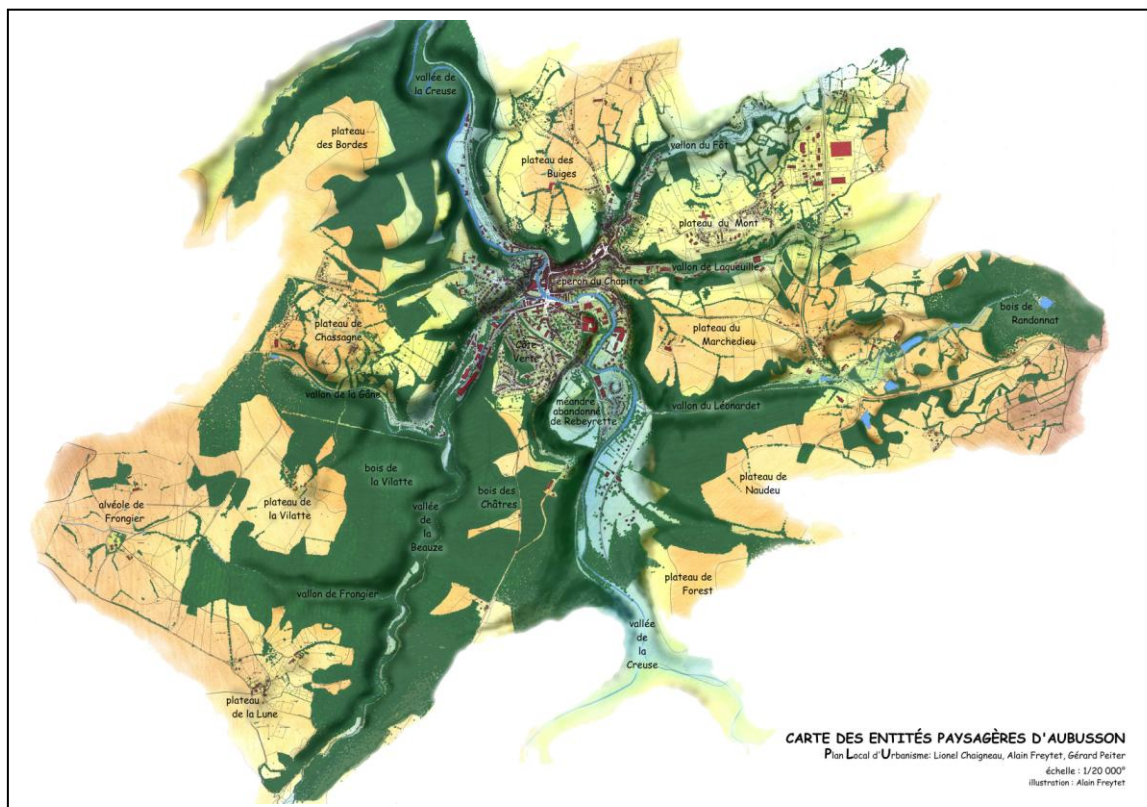 vallée de
la Creuse
plateau
des Bordes
plateau des
Buiges
vallon du Fôt
plateau du Mont
vallon de Laqueuille
éperon du Chapitre
bois de
Randonnat
plateau de
Chassagne
plateau du
Marchedieu
Côte
Verte
vallon de la Gâne
méandre
abandonné
de Rebeyrette
vallon du Léonardet
bois de
la Vilatte
bois des
Châtres
plateau de
Naudeu
alvéole de
Frongier
plateau de
la Vilatte
vallée
de la
Beauze
plateau de
Forest
vallon de Frongier
vallée
de
la
Creuse
plateau
de la Lune
CARTE DES ENTITÉS PAYSAGÈRES D'AUBUSSON
Plan Local d'Urbanisme: Lionel Chaigneau, Alain Freytet, Gérard Peiter
échelle : 1/20 000°
illustration : Alain Freytet